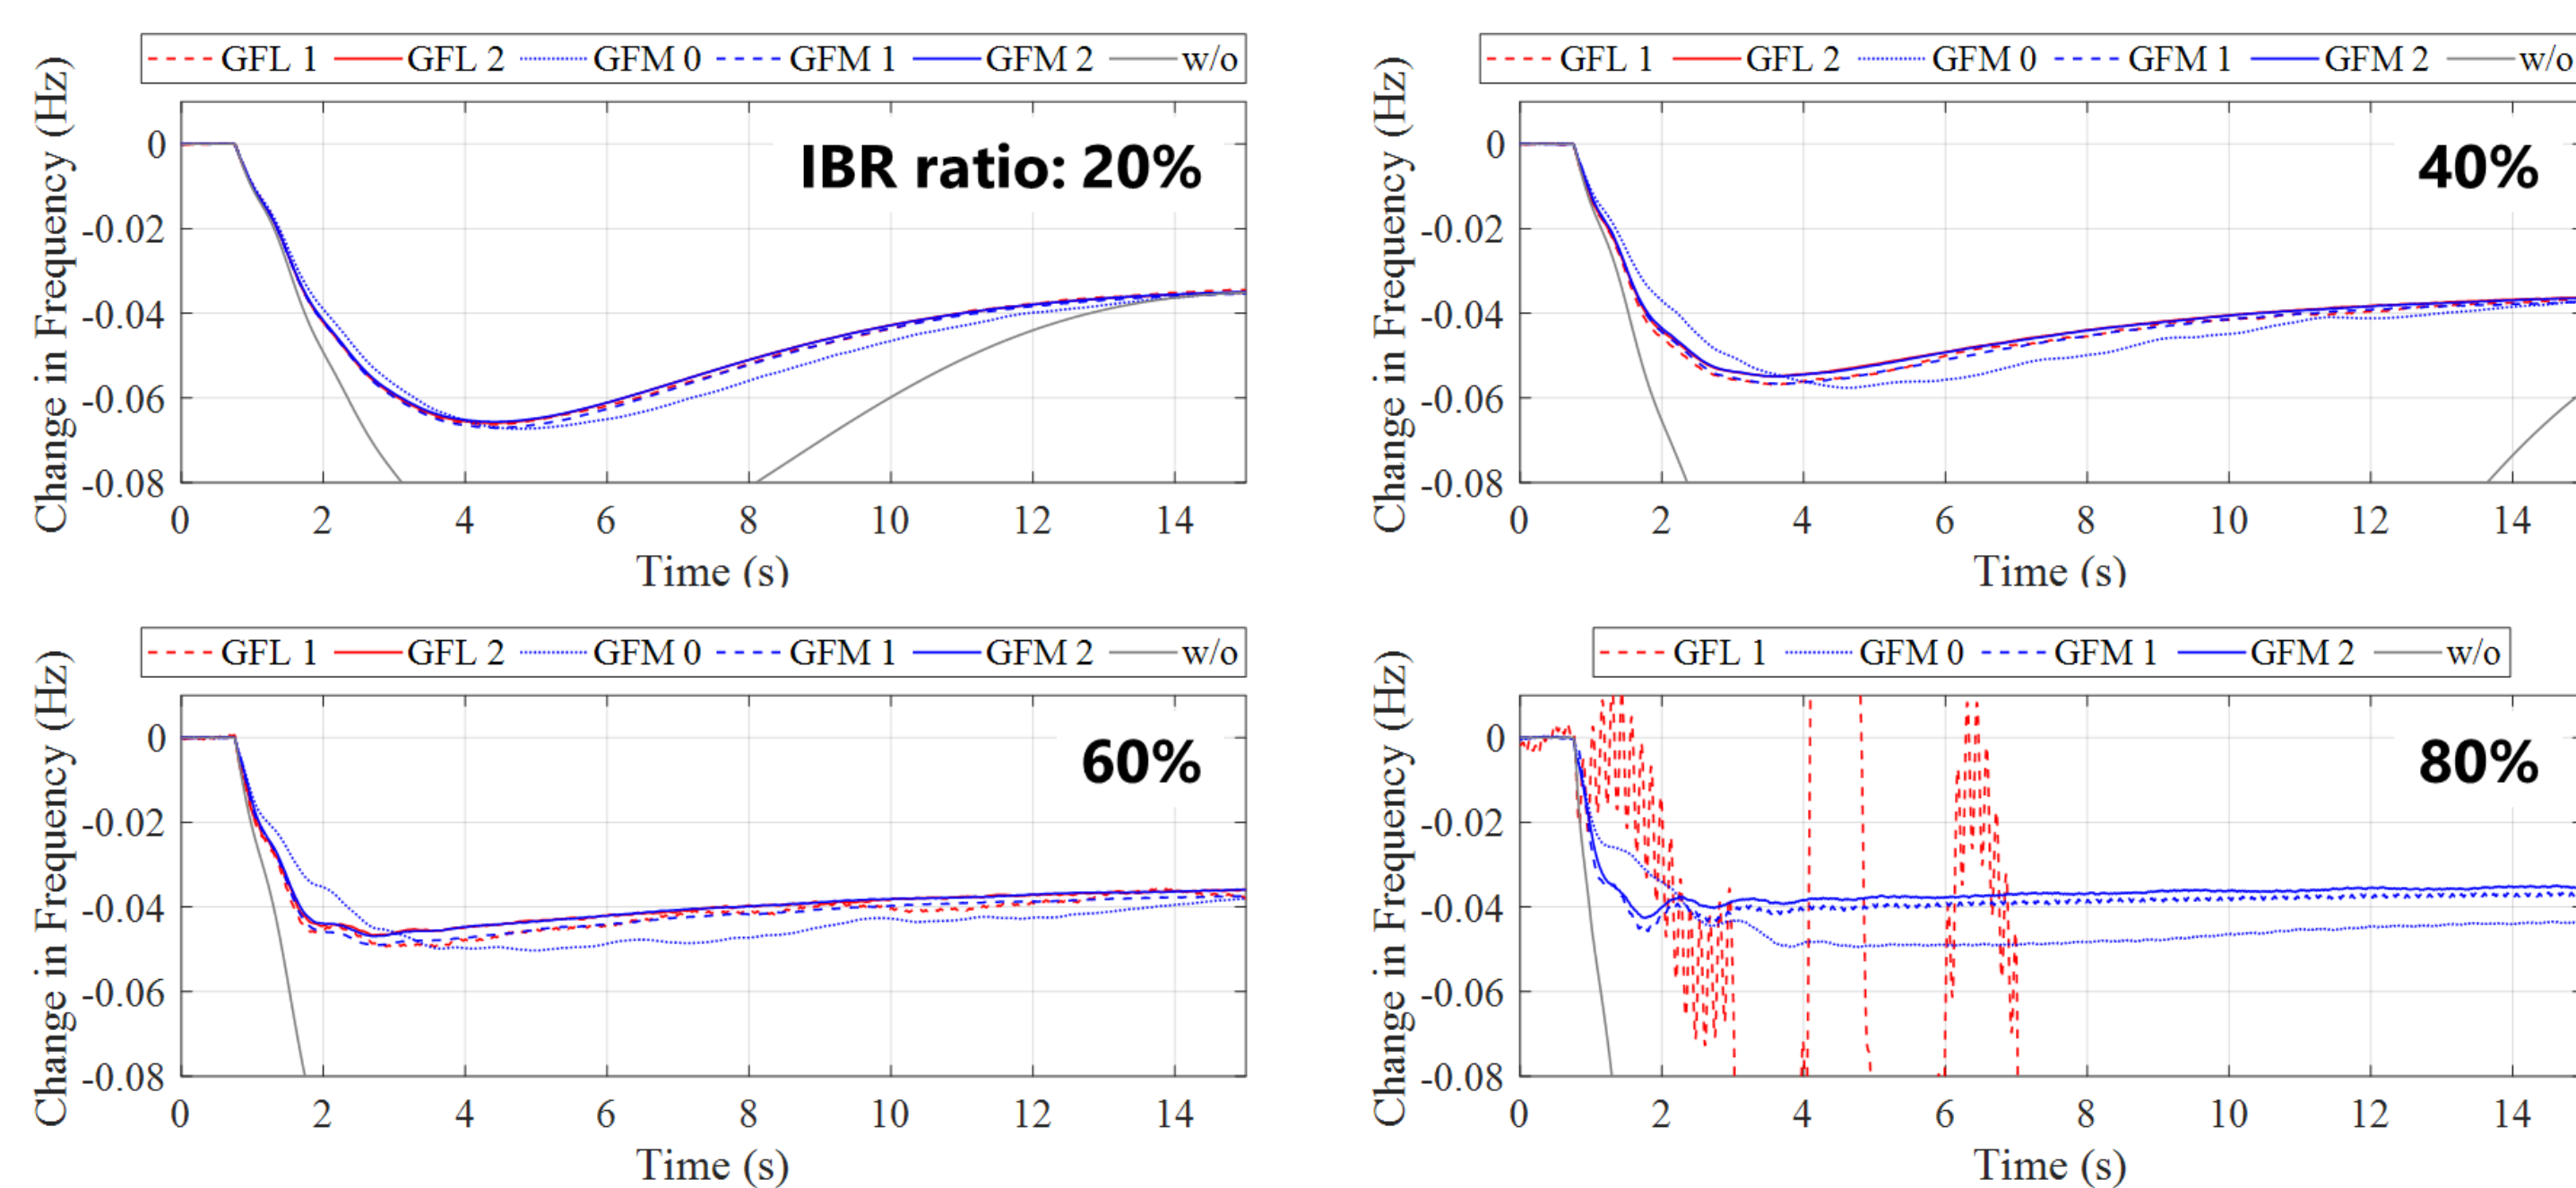 GFL 1 GFL 2 GFM 0 GFM 1 GFM 2 w/o
Change in Frequency (Hz)
IBR ratio: 20%
0
-0.02
-0.04
-0.06
-0.08
0 2 4 6 8 10 12 14
Time (s)
GFL 1 GFL 2 GFM 0 GFM 1 GFM 2 w/o
Change in Frequency (Hz)
40%
0
-0.02
-0.04
-0.06
-0.08
0 2 4 6 8 10 12 14
Time (s)
GFL 1 GFL 2 GFM 0 GFM 1 GFM 2 w/o
Change in Frequency (Hz)
60%
0
-0.02
-0.04
-0.06
-0.08
0 2 4 6 8 10 12 14
Time (s)
GFL 1 GFM 0 GFM 1 GFM 2 w/o
Change in Frequency (Hz)
80%
0
-0.02
-0.04
-0.06
-0.08
0 2 4 6 8 10 12 14
Time (s)